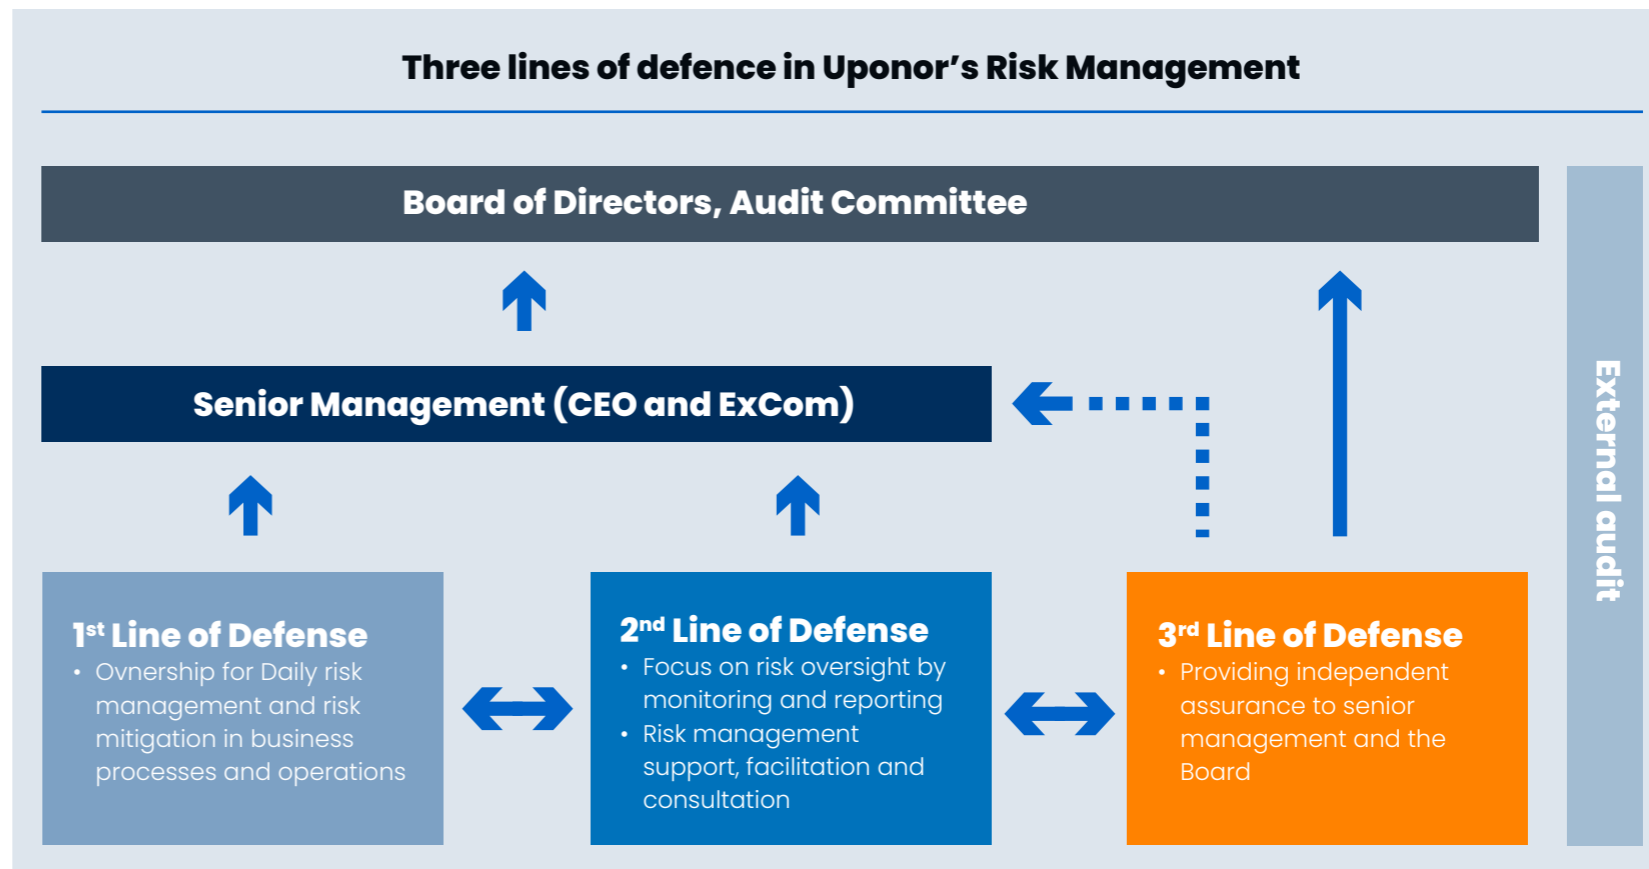 Three lines of defence in Uponor’s Risk Management
Board of Directors, Audit Committee
Senior Management (CEO and ExCom)
1st Line of Defense
• Ovnership for Daily risk
management and risk
mitigation in business
processes and operations
2nd Line of Defense
• Focus on risk oversight by
monitoring and reporting
• Risk management
support, facilitation and
consultation
3rd Line of Defense
• Providing independent
assurance to senior
management and the
Board
External audit